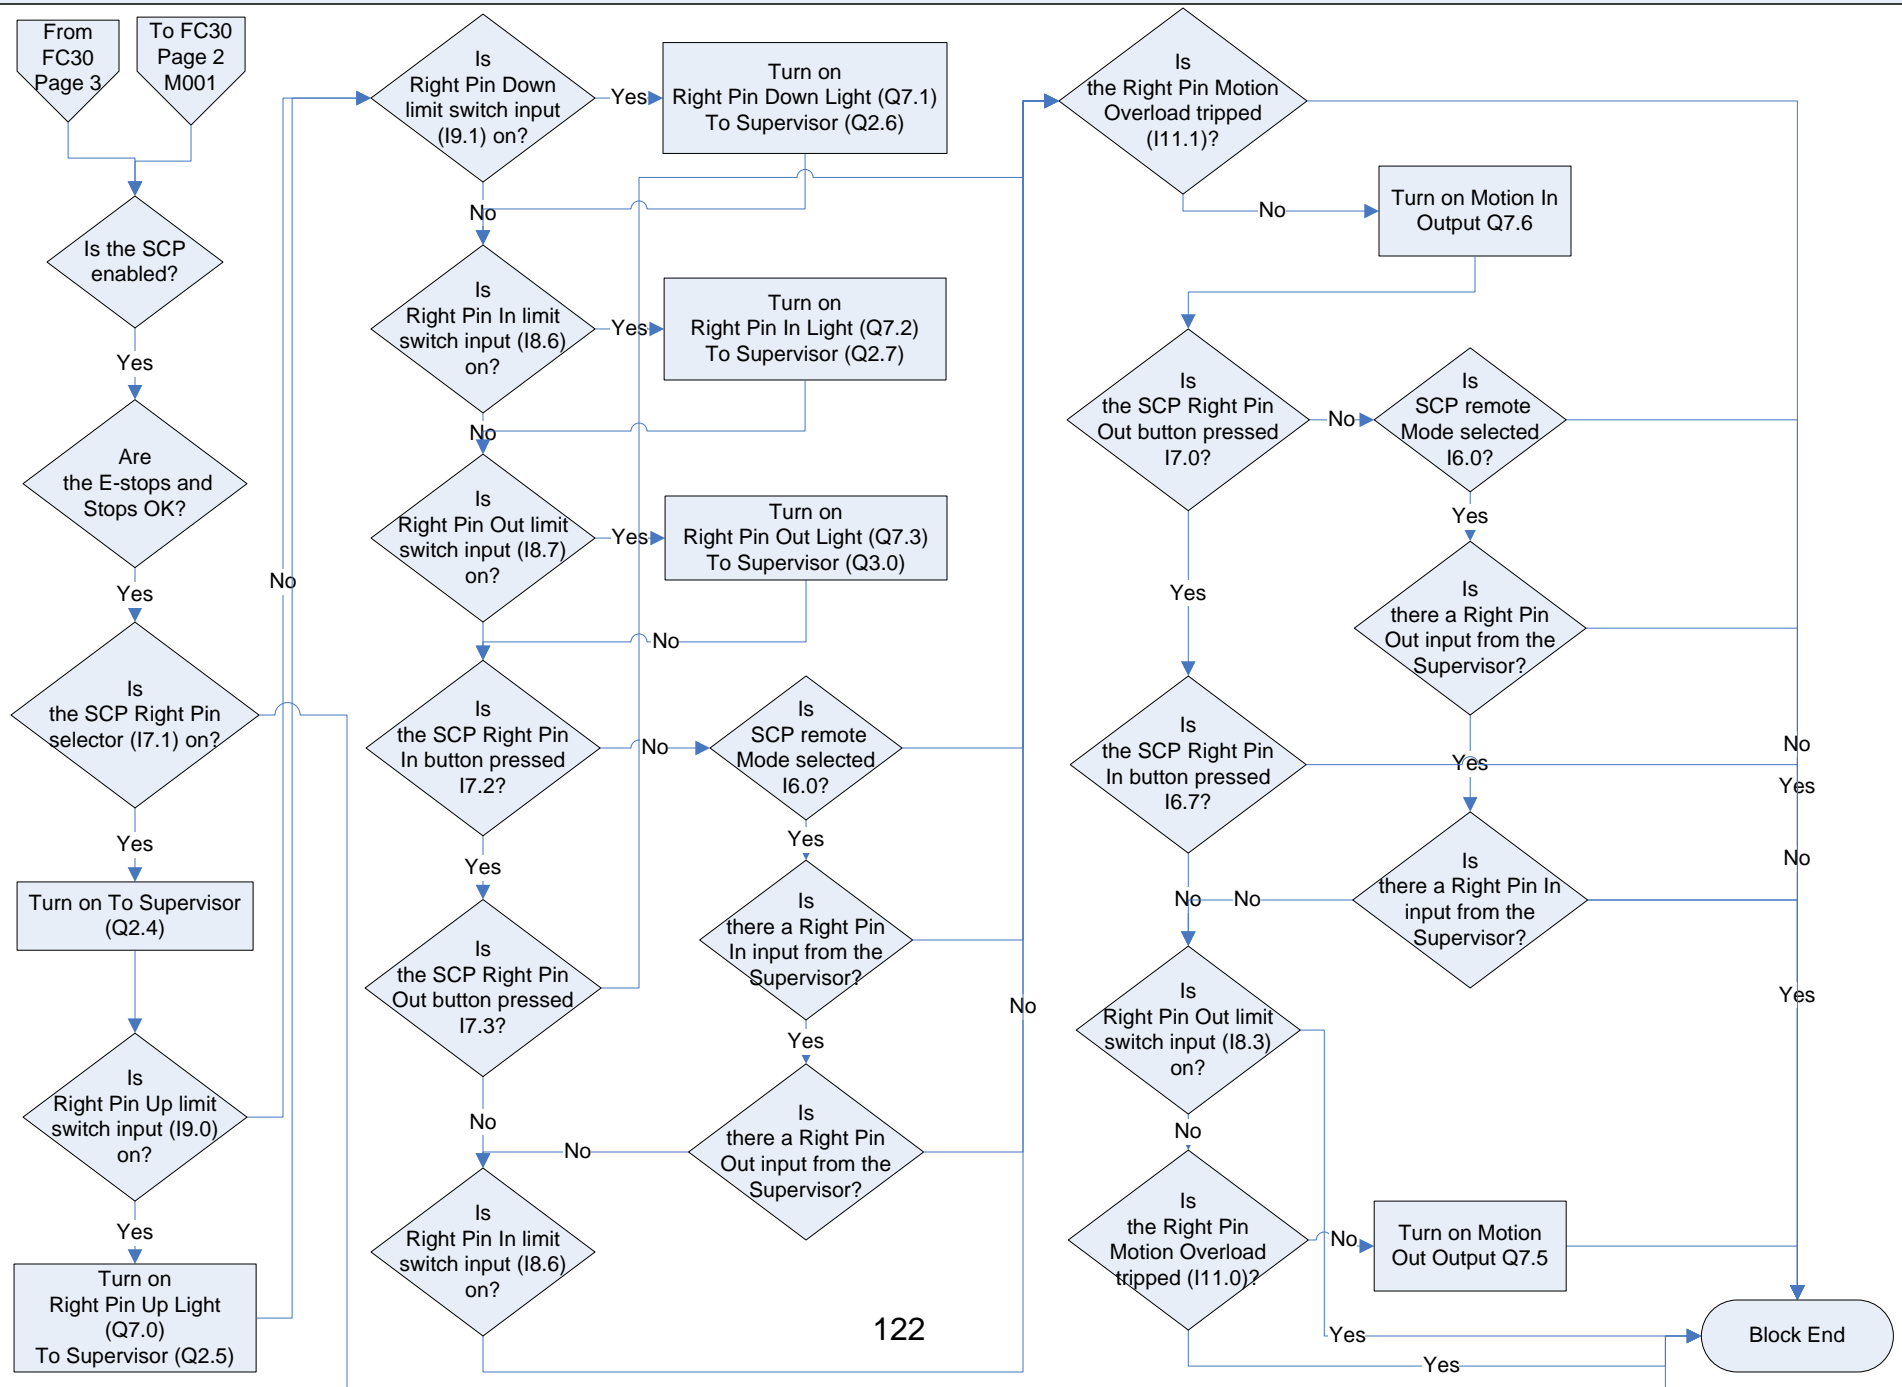 From
FC30
Page 3
To FC30
Page 2
M001
Is the SCP
enabled?
Yes
Are
the E-stops and
Stops OK?
Yes
Is
the SCP Right Pin
selector (I7.1) on?
Yes
Turn on To Supervisor
(Q2.4)
Is
Right Pin Up limit
switch input (I9.0)
on?
Yes
Turn on
Right Pin Up Light
(Q7.0)
To Supervisor (Q2.5)
No
Is
Right Pin Down
limit switch input
(I9.1) on?
Yes
Turn on
Right Pin Down Light (Q7.1)
To Supervisor (Q2.6)
No
Is
Right Pin In limit
switch input (I8.6)
on?
Yes
Turn on
Right Pin In Light (Q7.2)
To Supervisor (Q2.7)
No
Is
Right Pin Out limit
switch input (I8.7)
on?
Yes
Turn on
Right Pin Out Light (Q7.3)
To Supervisor (Q3.0)
No
Is
the SCP Right Pin
In button pressed
I7.2?
No
Is
SCP remote
Mode selected
I6.0?
Yes
Yes
Is
the SCP Right Pin
Out button pressed
I7.3?
Is
there a Right Pin
In input from the
Supervisor?
Yes
No
No
Is
there a Right Pin
Out input from the
Supervisor?
Is
Right Pin In limit
switch input (I8.6)
on?
No
122
Is
the Right Pin Motion
Overload tripped
(I11.1)?
No
Turn on Motion In
Output Q7.6
Is
the SCP Right Pin
Out button pressed
I7.0?
No
Is
SCP remote
Mode selected
I6.0?
Yes
Yes
Is
there a Right Pin
Out input from the
Supervisor?
Yes
Is
the SCP Right Pin
In button pressed
I6.7?
No
Yes
No
Yes
No
No
Is
there a Right Pin In
input from the
Supervisor?
Is
Right Pin Out limit
switch input (I8.3)
on?
No
Is
the Right Pin
Motion Overload
tripped (I11.0)?
No
Turn on Motion
Out Output Q7.5
Yes
Yes
Block End